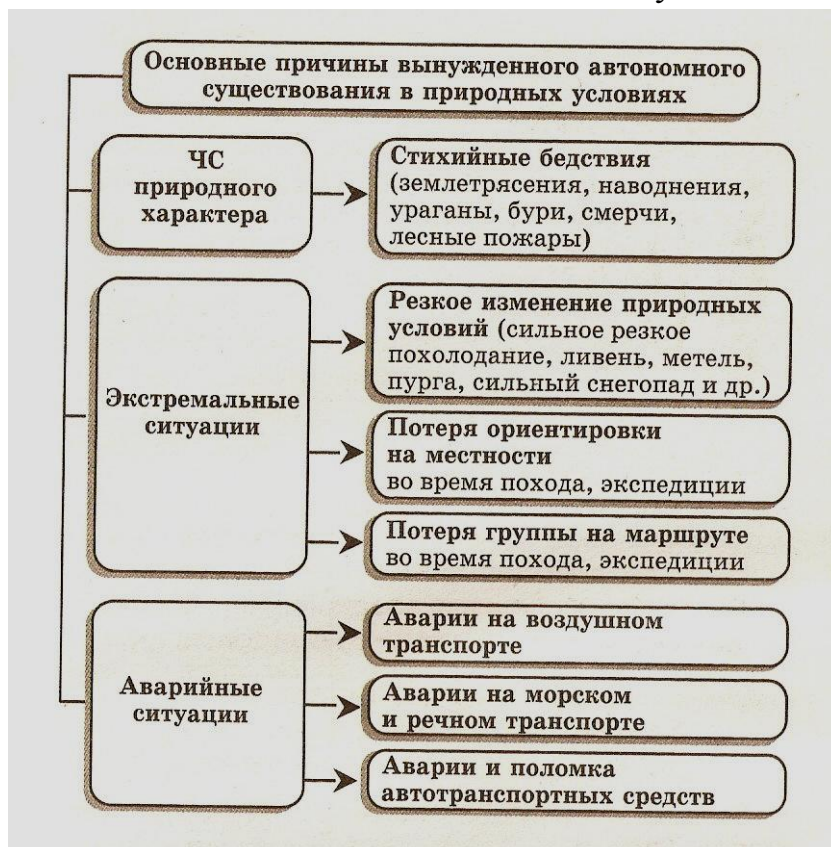 Основные причины вынужденного автономного
существования в природных условиях
ЧС
природного
характера
Стихийные бедствия
(землетрясения, наводнения,
ураганы, бури, смерчи,
лесные пожары)
Экстремальные
ситуации
Резкое изменение природных
условий (сильное резкое
похолодание, ливень, метель,
пурга, сильный снегопад и др.)
Потеря ориентировки
на местности
во время похода, экспедиции
Потеря группы на маршруте
во время похода, экспедиции
Аварийные
ситуации
Аварии на воздушном
транспорте
Аварии на морском
и речном транспорте
Аварии и поломка
автотранспортных средств